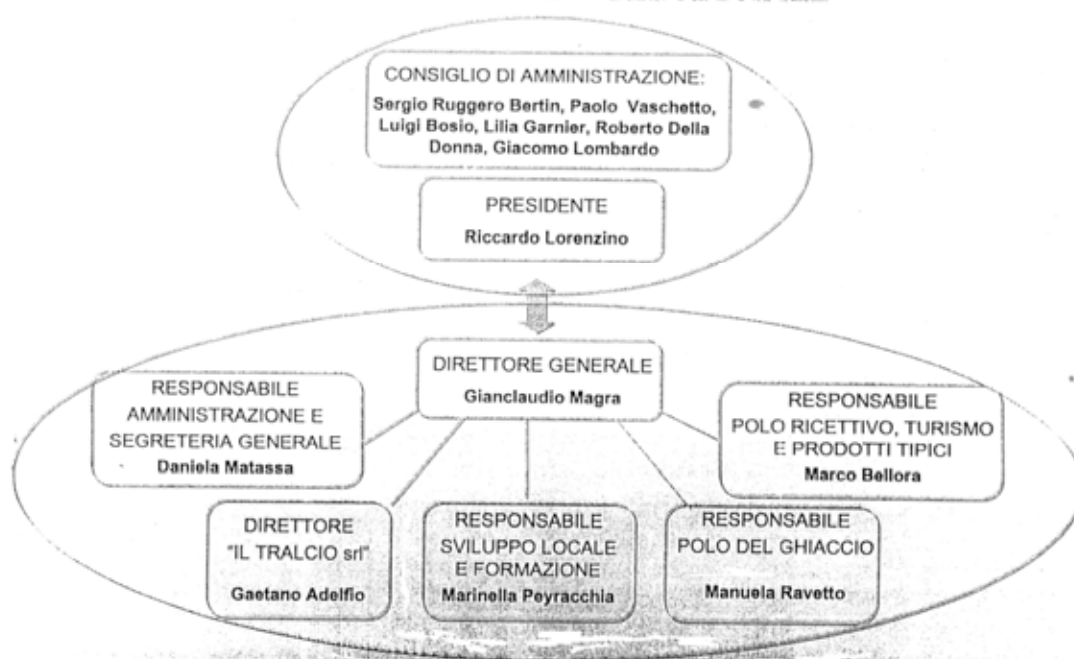 CONSIGLIO DI AMMINISTRAZIONE:
Sergio Ruggero Bertin, Paolo Vaschetto,
Luigi Bosio, Lilia Garnier, Roberto Della
Donna, Giacomo Lombardo
PRESIDENTE
Riccardo Lorenzino
DIRETTORE GENERALE
Gianclaudio Magra
RESPONSABILE
AMMINISTRAZIONE E
SEGRETERIA GENERALE
Daniela Matassa
RESPONSABILE
POLO RICETTIVO, TURISMO
E PRODOTTI TIPICI
Marco Bellora
DIRETTORE
"IL TRALCIO srl"
Gaetano Adelfio
RESPONSABILE
SVILUPPO LOCALE
E FORMAZIONE
Marinella Peyracchia
RESPONSABILE
POLO DEL GHIACCIO
Manuela Ravetto